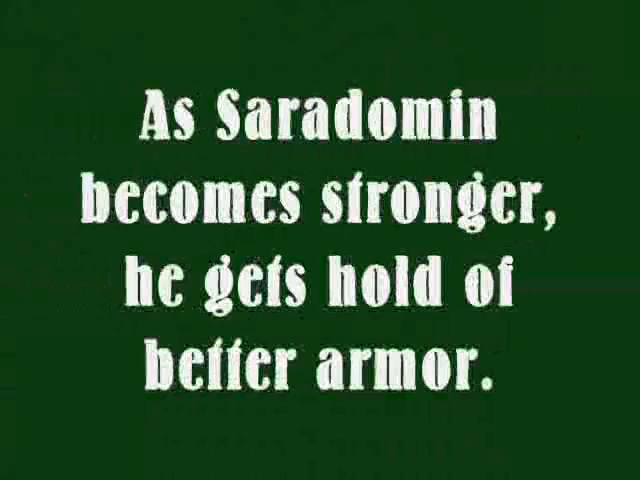 As Saradomin
becomes stronger,
he gets hold of
better armor.